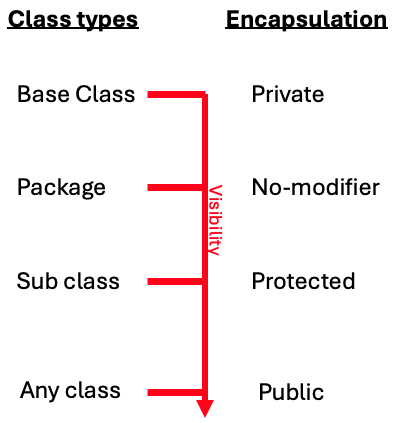 Class types Encapsulation
Base Class Private
Package No-modifier
Visibility
Sub class Protected
Any class Public